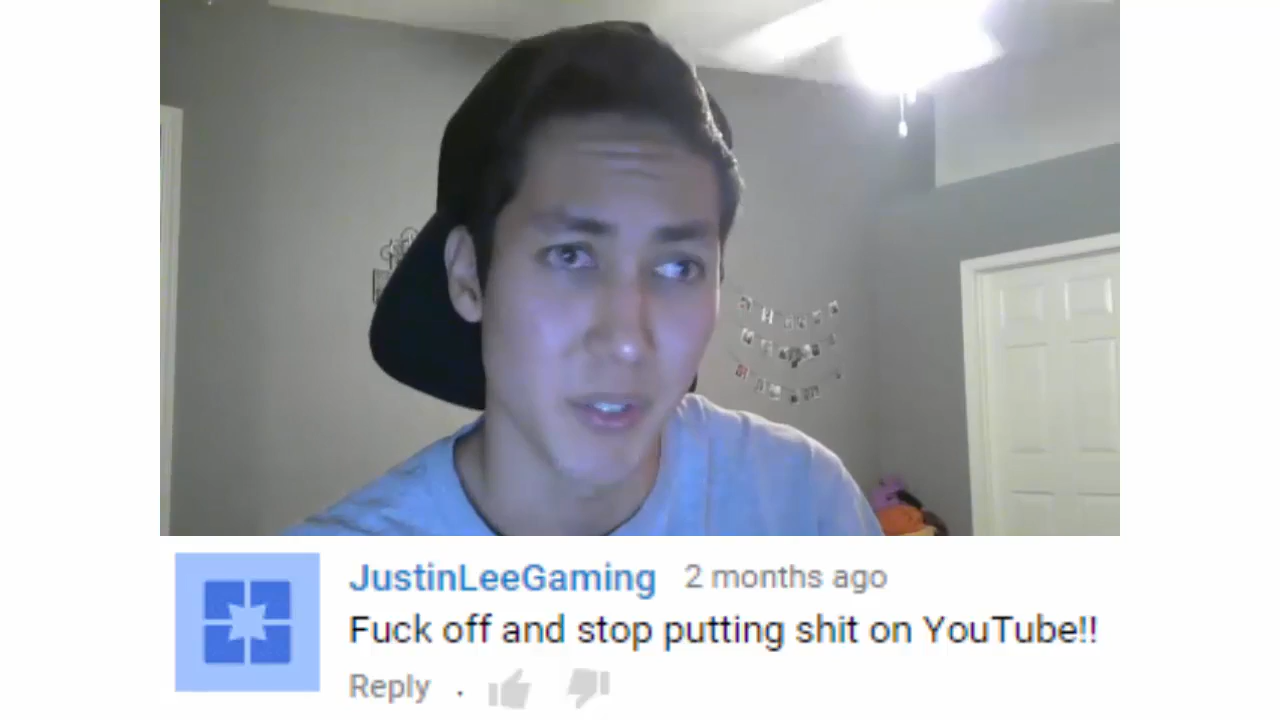 JustinLeeGaming 2 months ago
Fuck off and stop putting shit on YouTube!!
Reply .